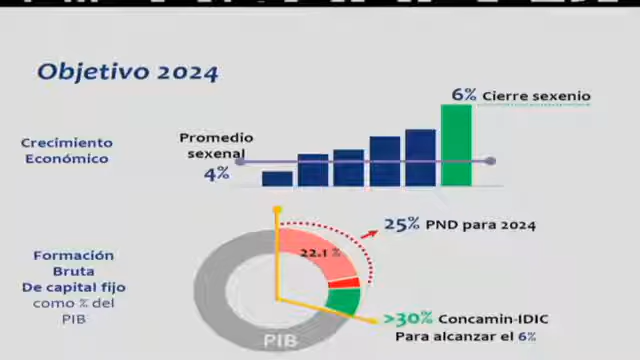 Objetivo 2024
6% Cierre sexenio
Crecimiento
Económico
Promedio
sexenal
4%
25% PND para 2024
22.1 %
Formación
Bruta
De capital fijo
como % del
PIB
>30% Concamin-IDIC
Para alcanzar el 6%
PIB